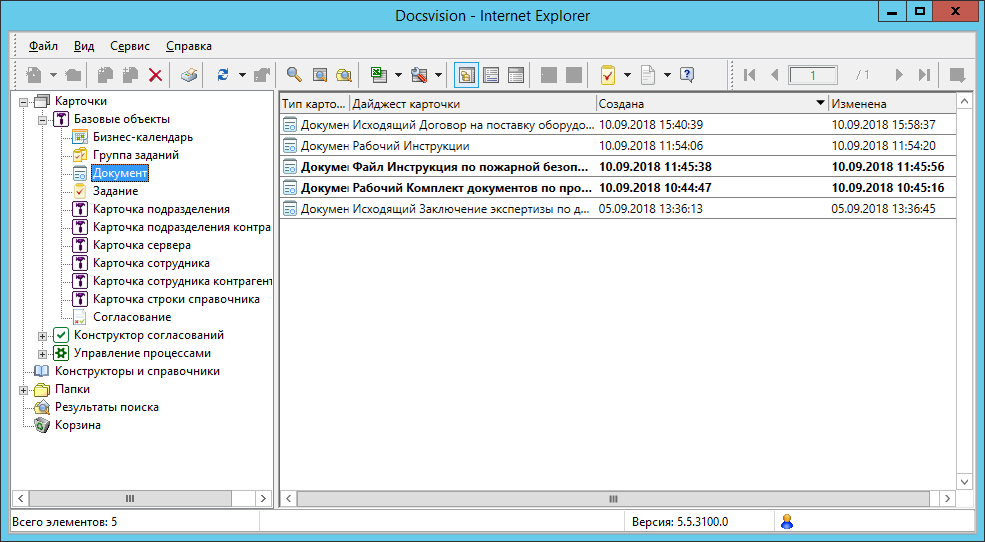 Docsvision - Internet Explorer
Файл Вид Сервис Справка
1 / 1
Карточки
Базовые объекты
Бизнес-календарь
Группа заданий
Документ
Задание
Карточка подразделения
Карточка подразделения контра
Карточка сервера
Карточка сотрудника
Карточка сотрудника контрагент
Карточка строки справочника
Согласование
Конструктор согласований
Управление процессами
Конструкторы и справочники
Папки
Результаты поиска
Корзина
Тип карто... Дайджест карточки Создана Изменена
Докумен Исходящий Договор на поставку оборудо... 10.09.2018 15:40:39 10.09.2018 15:58:37
Докумен Рабочий Инструкции 10.09.2018 11:54:06 10.09.2018 11:54:20
Докуме Файл Инструкция по пожарной безоп... 10.09.2018 11:45:38 10.09.2018 11:45:56
Докуме Рабочий Комплект документов по про... 10.09.2018 10:44:47 10.09.2018 10:45:16
Докумен Исходящий Заключение экспертизы по д... 05.09.2018 13:36:13 05.09.2018 13:36:45
Всего элементов: 5 Версия: 5.5.3100.0